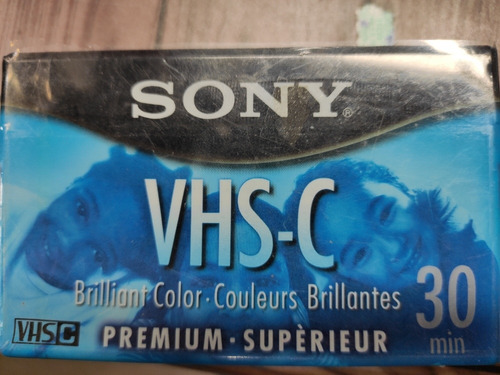 SONY®
VHS-C
Brilliant Color · Couleurs Brillantes
30
min
VHS C
PREMIUM · SUPÈRIEUR